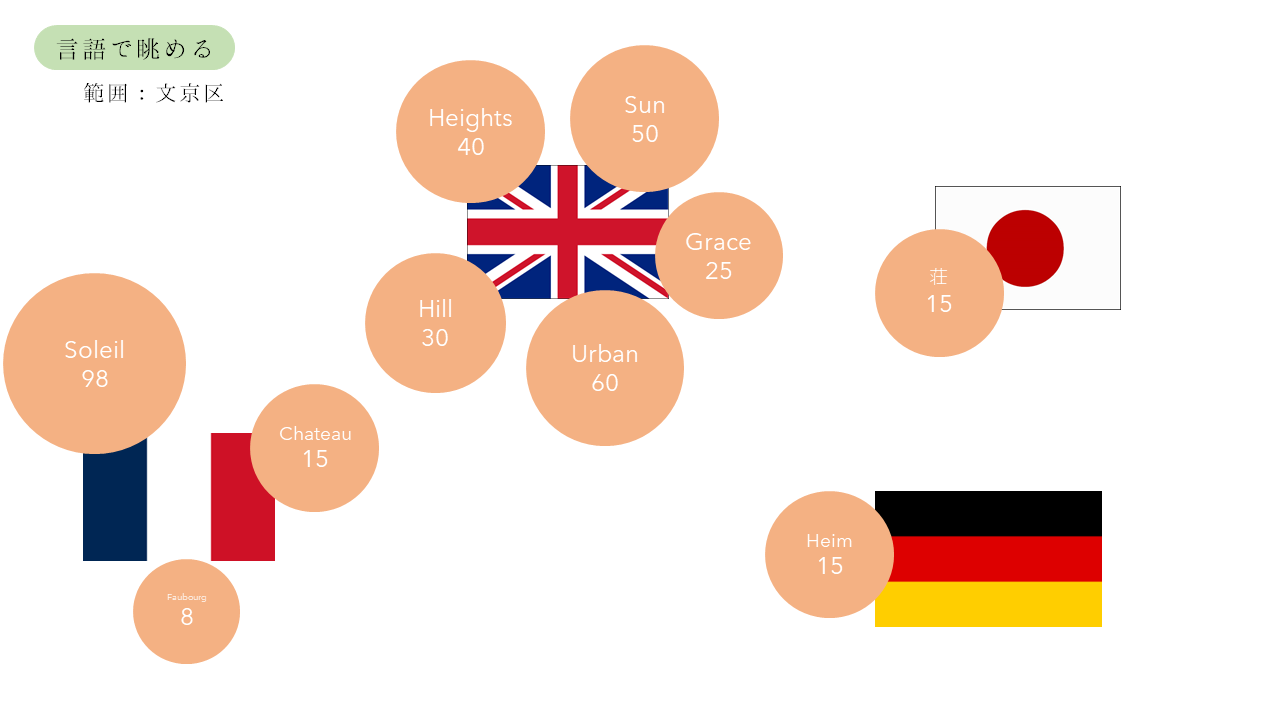 言語で眺める
範囲：文京区
Heights
40
Sun
50
Grace
25
Hill
30
Urban
60
荘
15
Soleil
98
Chateau
15
Faubourg
8
Heim
15